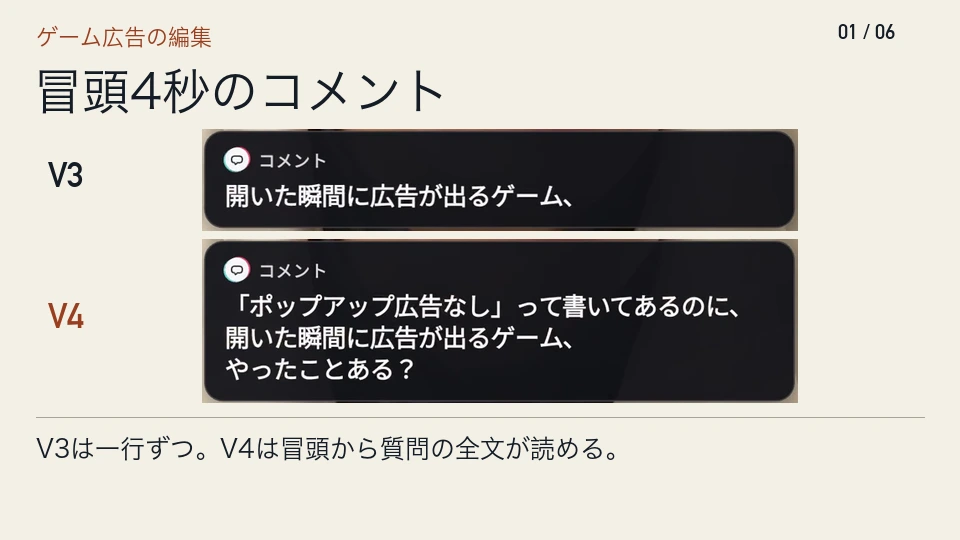 ゲーム広告の編集
01 / 06
冒頭4秒のコメント
V3
コメント
開いた瞬間に広告が出るゲーム、
V4
コメント
「ポップアップ広告なし」って書いてあるのに、
開いた瞬間に広告が出るゲーム、
やったことある？
V3は一行ずつ。V4は冒頭から質問の全文が読める。